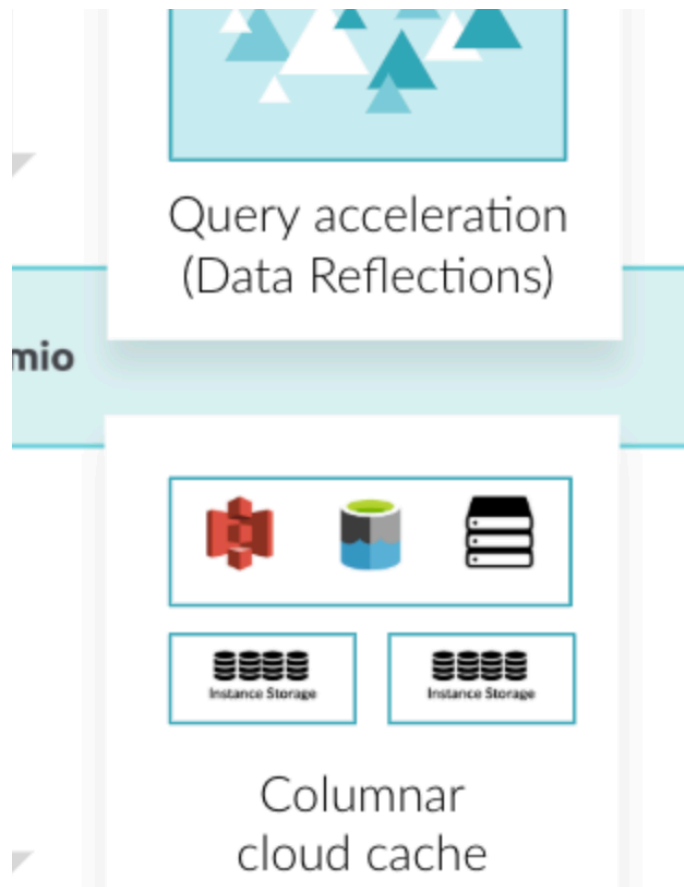 Query acceleration
(Data Reflections)
mio
Instance Storage
Instance Storage
Columnar
cloud cache